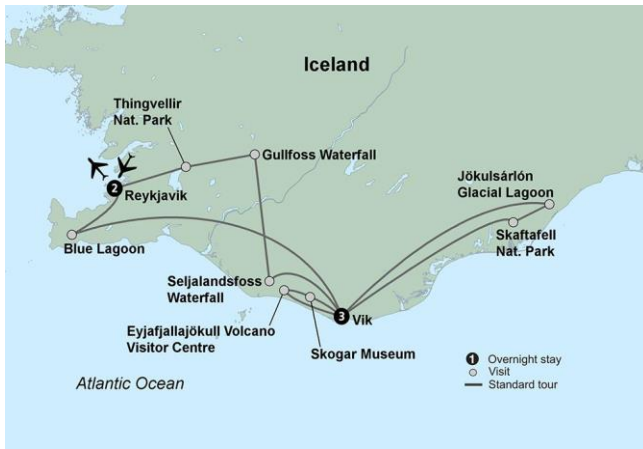 Iceland
Thingvellir
Nat. Park
Gullfoss Waterfall
Jökulsárlón
Glacial Lagoon
2
Reykjavik
Blue Lagoon
Skaftafell
Nat. Park
Seljalandsfoss
Waterfall
3
Vik
Eyjafjallajökull Volcano
Visitor Centre
Skogar Museum
Atlantic Ocean
1 Overnight stay
Visit
Standard tour